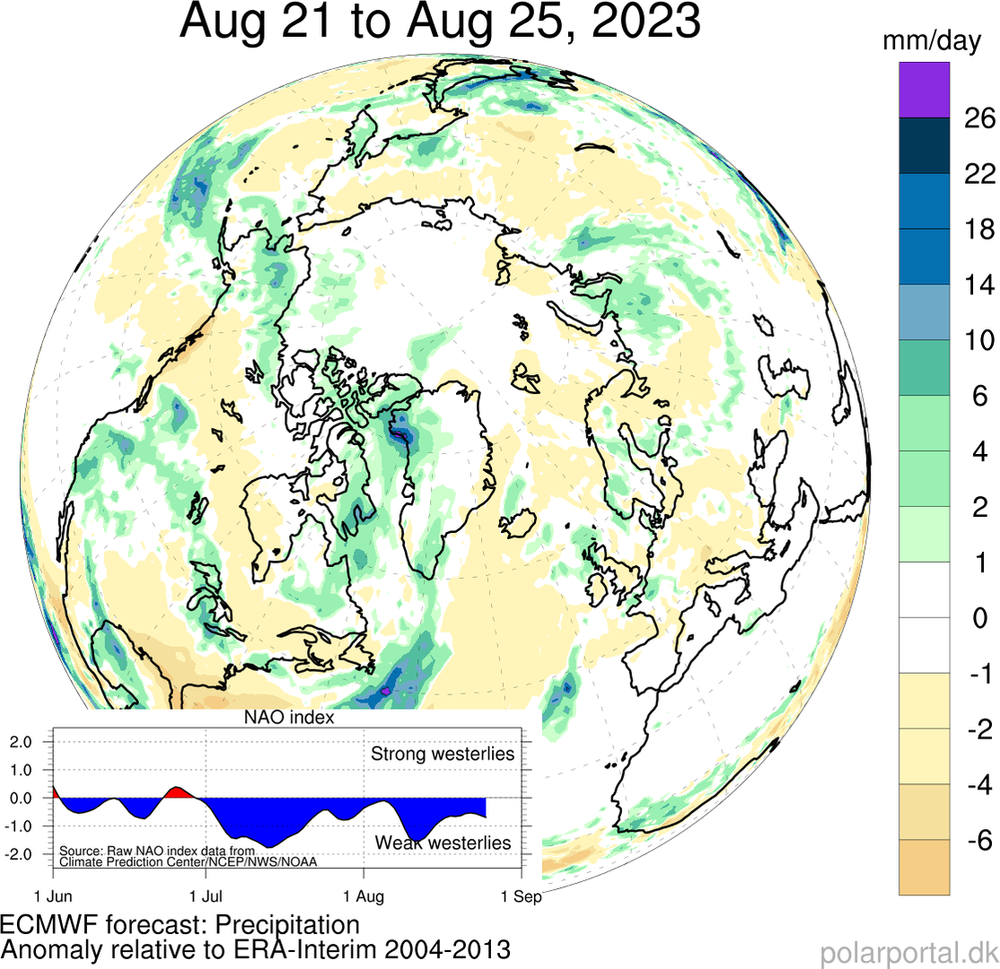 Aug 21 to Aug 25, 2023
mm/day
26
22
18
14
10
6
4
2
1
0
-1
-2
-4
-6
NAO index
2.0
Strong westerlies
1.0
0.0
-1.0
Weak westerlies
-2.0
Source: Raw NAO index data from
Climate Prediction Center/NCEP/NWS/NOAA
1 Jun
1 Jul
1 Aug
1 Sep
ECMWF forecast: Precipitation
Anomaly relative to ERA-Interim 2004-2013
polarportal.dk